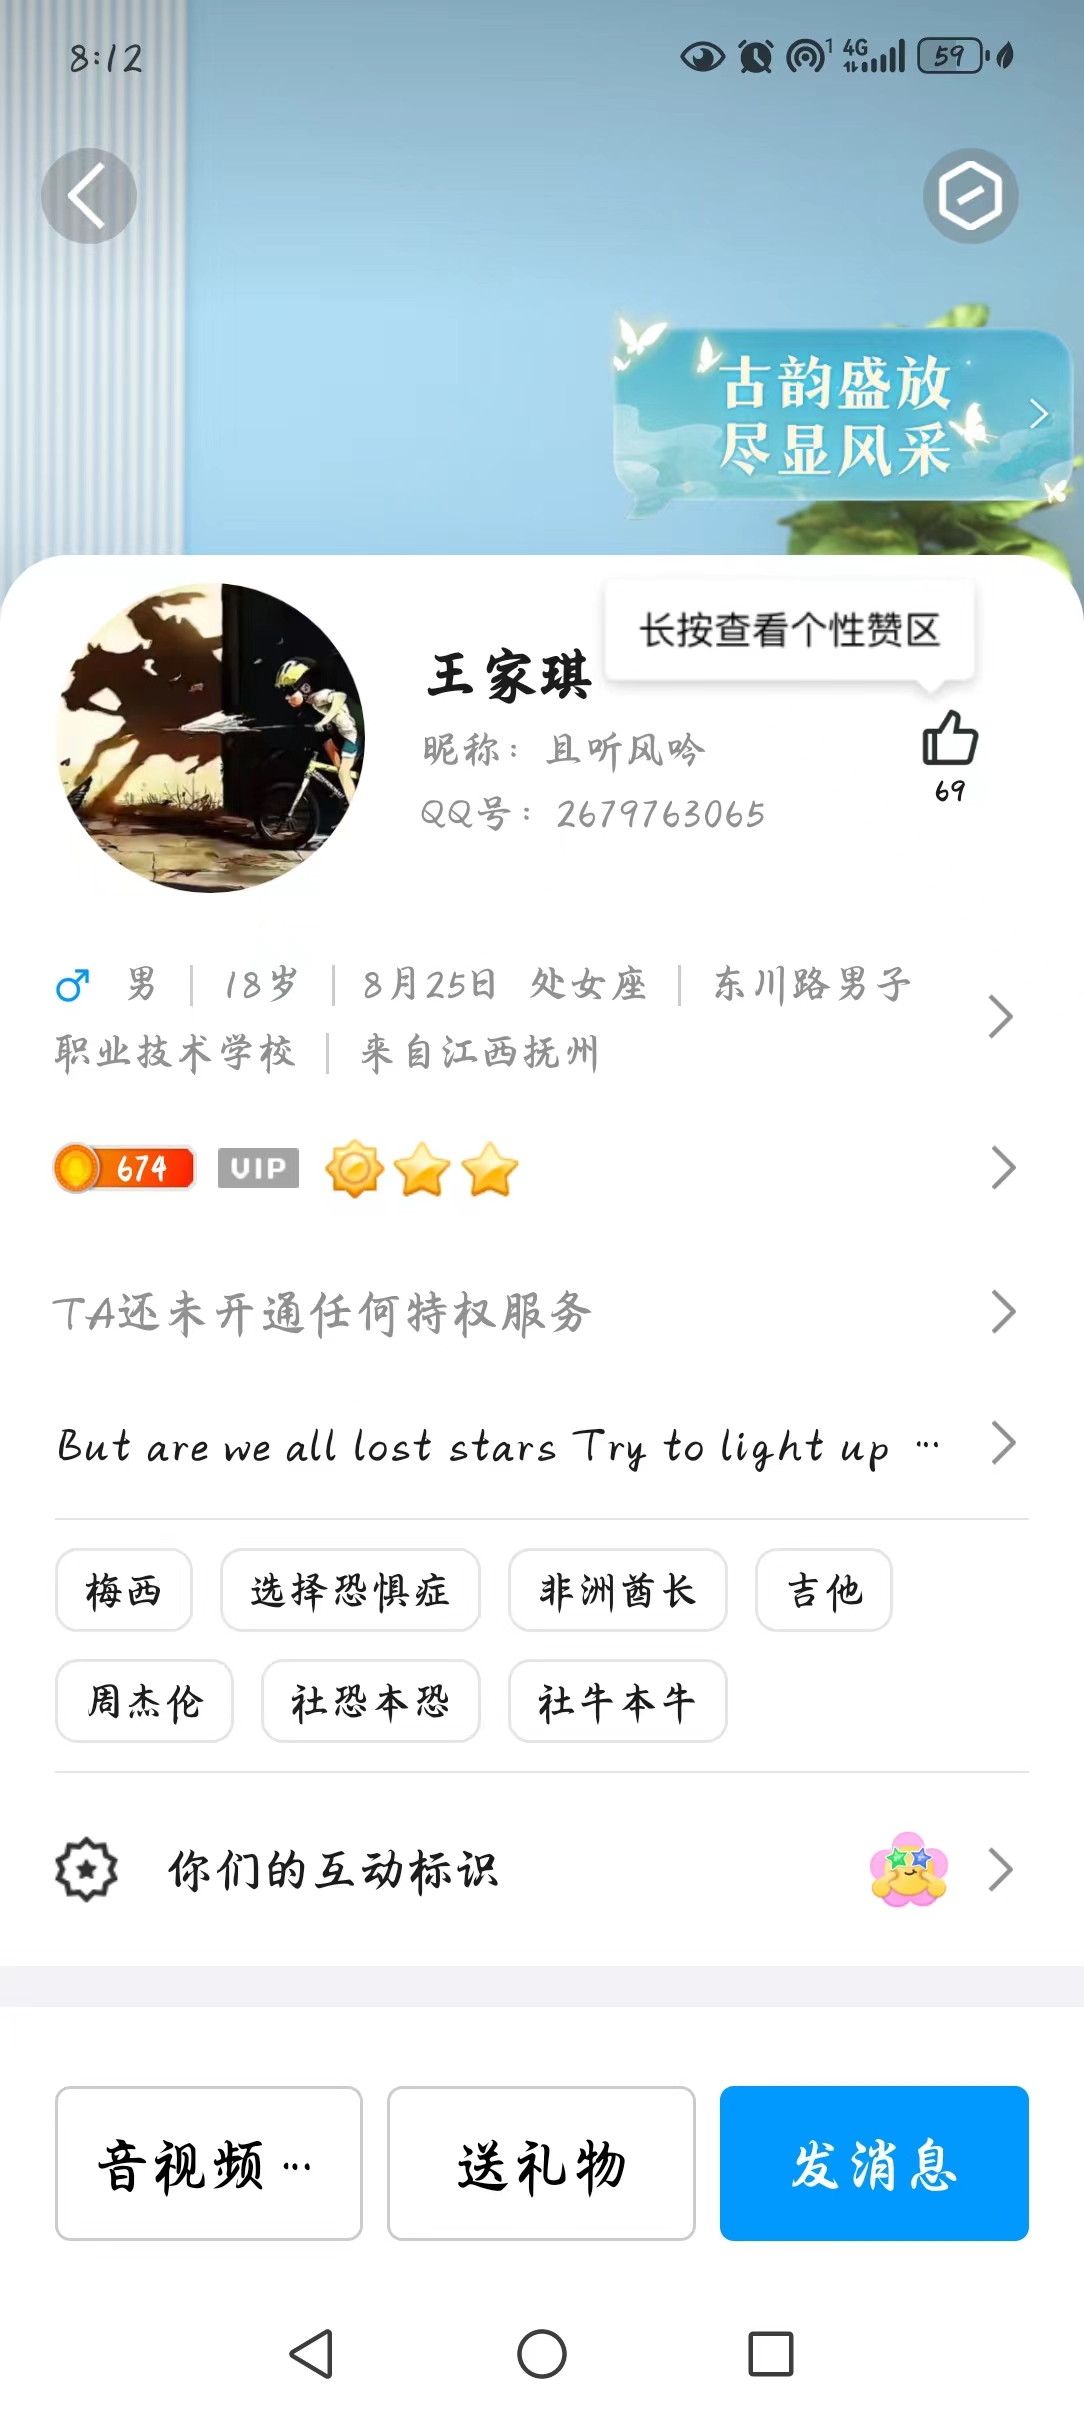 8:12
1 4G 59
古韵盛放
尽显风采
长按查看个性赞区
王家琪
昵称：且听风吟
QQ号：2679763065
69
男 | 18岁 | 8月25日 处女座 | 东川路男子
职业技术学校 | 来自江西抚州
674 VIP
TA还未开通任何特权服务
But are we all lost stars Try to light up …
梅西 选择恐惧症 非洲酋长 吉他
周杰伦 社恐本恐 社牛本牛
你们的互动标识
音视频… 送礼物 发消息